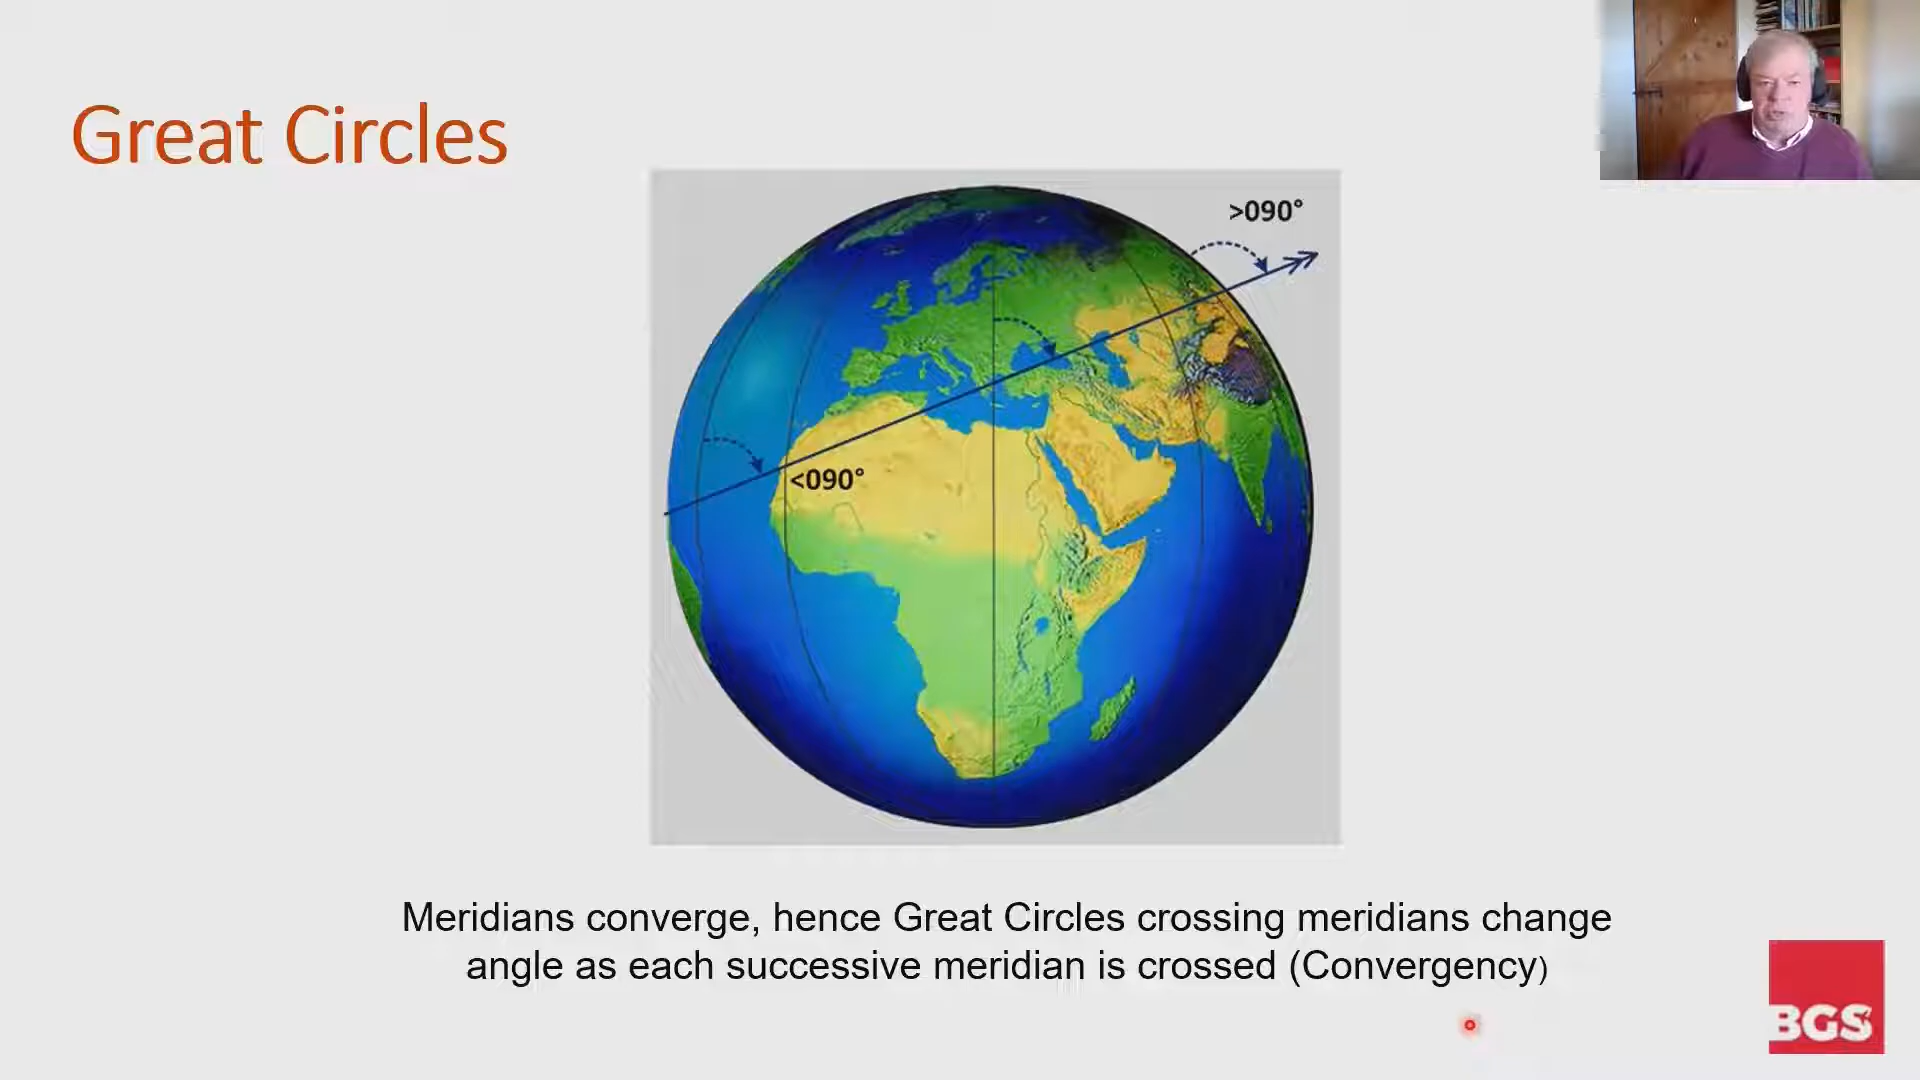 Great Circles
>090°
<090°
Meridians converge, hence Great Circles crossing meridians change
angle as each successive meridian is crossed (Convergency)
BGS